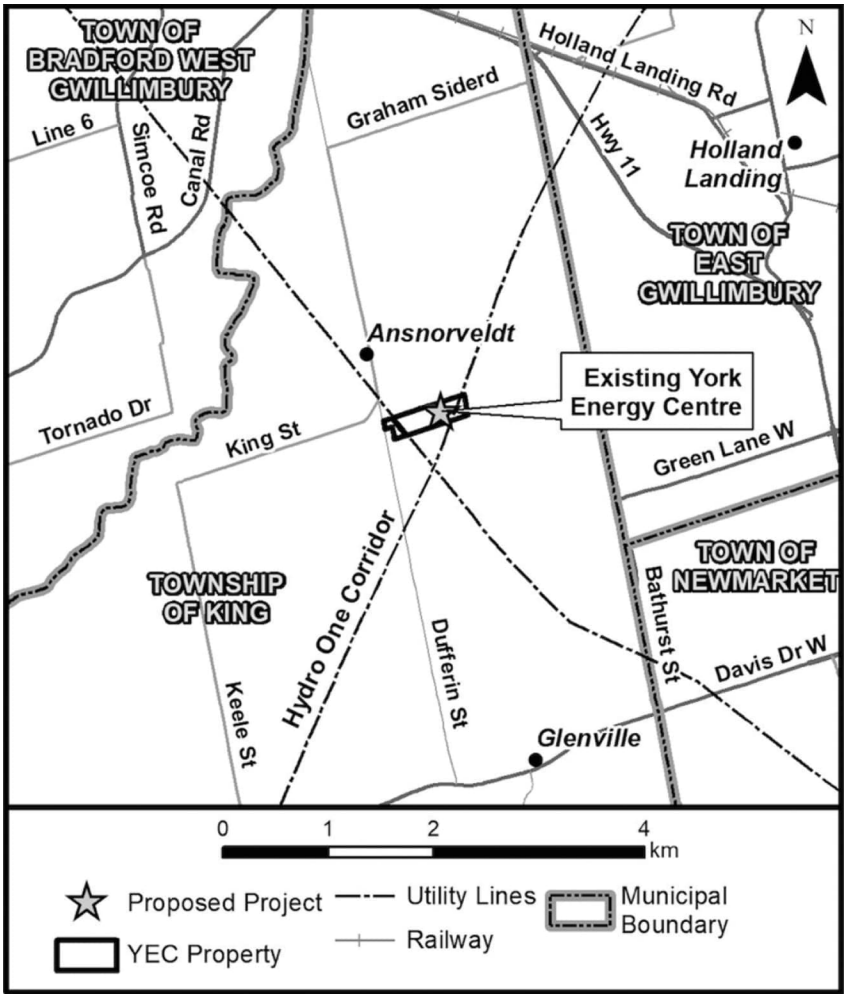 TOWN OF
BRADFORD WEST
GWILLIMBURY
Line 6
Simcoe Rd
Canal Rd
Graham Siderd
Holland Landing Rd
Hwy 11
N
Holland
Landing
TOWN OF
EAST
GWILLIMBURY
Ansnorveldt
Existing York
Energy Centre
Tornado Dr
King St
Green Lane W
TOWNSHIP
OF KING
Hydro One Corridor
TOWN OF
NEWMARKET
Bathurst St
Dufferin St
Keele St
Davis Dr W
Glenville
0 1 2 4
km
Proposed Project
Utility Lines
Municipal
Boundary
YEC Property
Railway